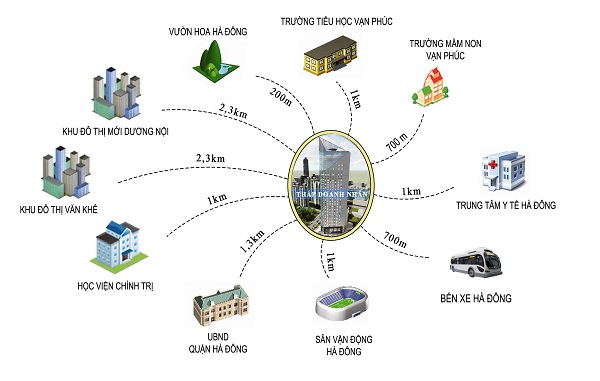 VƯỜN HOA HÀ ĐÔNG
TRƯỜNG TIỂU HỌC VẠN PHÚC
TRƯỜNG MẦM NON
VẠN PHÚC
200m
1km
700 m
KHU ĐÔ THỊ MỚI DƯƠNG NỘI
2,3km
KHU ĐÔ THỊ VĂN KHÊ
2,3km
THÁP DOANH NHÂN
1km
TRUNG TÂM Y TẾ HÀ ĐÔNG
HỌC VIỆN CHÍNH TRỊ
1km
1,3km
1km
700m
BẾN XE HÀ ĐÔNG
UBND
QUẬN HÀ ĐÔNG
SÂN VẬN ĐỘNG
HÀ ĐÔNG